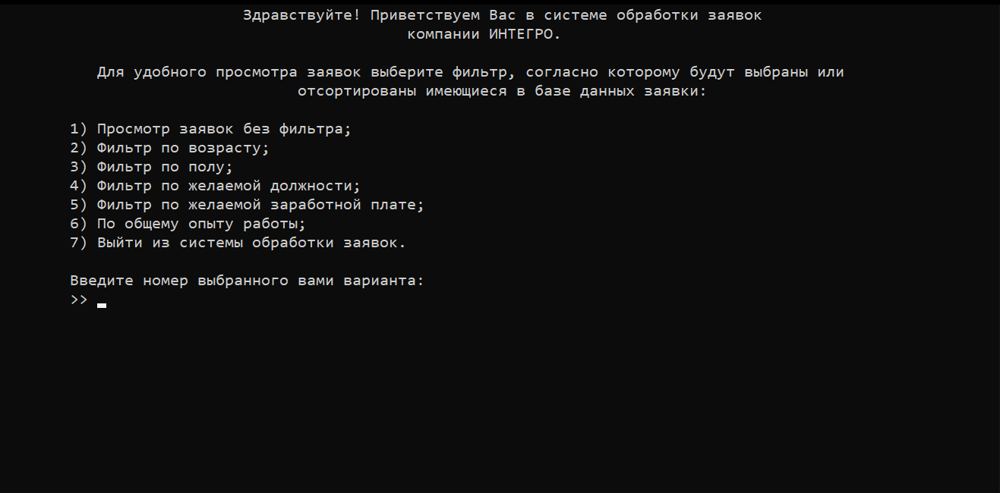 Здравствуйте! Приветствуем Вас в системе обработки заявок
компании ИНТЕГРО.
Для удобного просмотра заявок выберите фильтр, согласно которому будут выбраны или
отсортированы имеющиеся в базе данных заявки:
1) Просмотр заявок без фильтра;
2) Фильтр по возрасту;
3) Фильтр по полу;
4) Фильтр по желаемой должности;
5) Фильтр по желаемой заработной плате;
6) По общему опыту работы;
7) Выйти из системы обработки заявок.
Введите номер выбранного вами варианта:
>> _